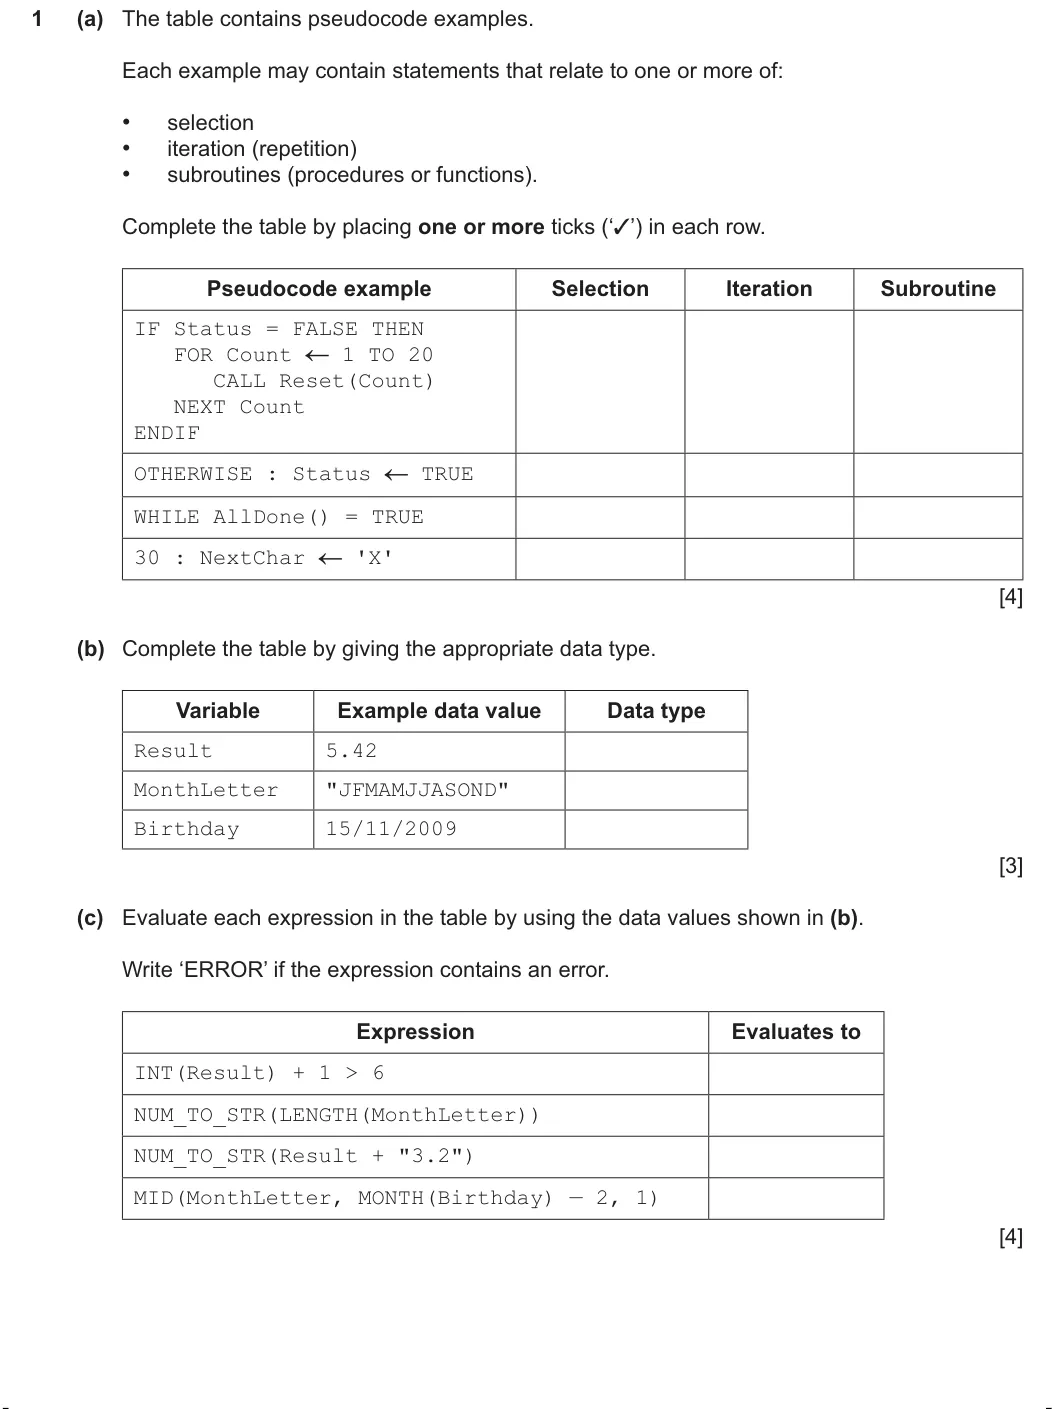 1 (a) The table contains pseudocode examples.
Each example may contain statements that relate to one or more of:
• selection
• iteration (repetition)
• subroutines (procedures or functions).
Complete the table by placing one or more ticks (‘✓’) in each row.
Pseudocode example Selection Iteration Subroutine
IF Status = FALSE THEN
FOR Count ← 1 TO 20
CALL Reset(Count)
NEXT Count
ENDIF
OTHERWISE : Status ← TRUE
WHILE AllDone() = TRUE
30 : NextChar ← 'X'
[4]
(b) Complete the table by giving the appropriate data type.
Variable Example data value Data type
Result 5.42
MonthLetter "JFMAMJJASOND"
Birthday 15/11/2009
[3]
(c) Evaluate each expression in the table by using the data values shown in (b).
Write ‘ERROR’ if the expression contains an error.
Expression Evaluates to
INT(Result) + 1 > 6
NUM_TO_STR(LENGTH(MonthLetter))
NUM_TO_STR(Result + "3.2")
MID(MonthLetter, MONTH(Birthday) – 2, 1)
[4]